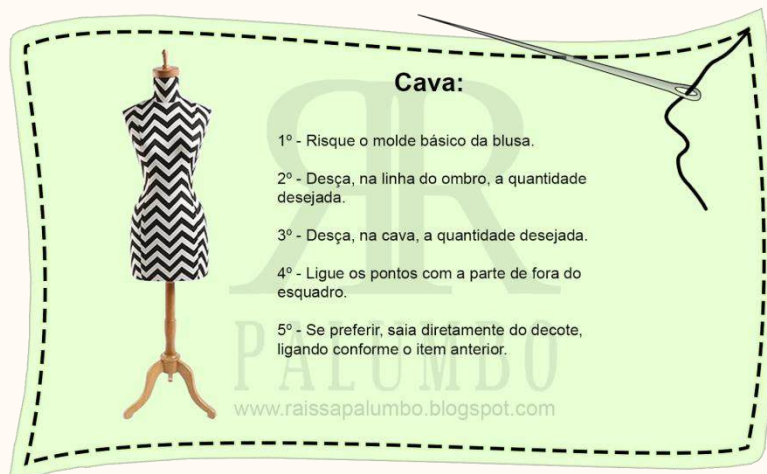 Cava:
1º - Risque o molde básico da blusa.
2º - Desça, na linha do ombro, a quantidade
desejada.
3º - Desça, na cava, a quantidade desejada.
4º - Ligue os pontos com a parte de fora do
esquadro.
5º - Se preferir, saia diretamente do decote,
ligando conforme o item anterior.
RR
PALUMBO
www.raissapalumbo.blogspot.com